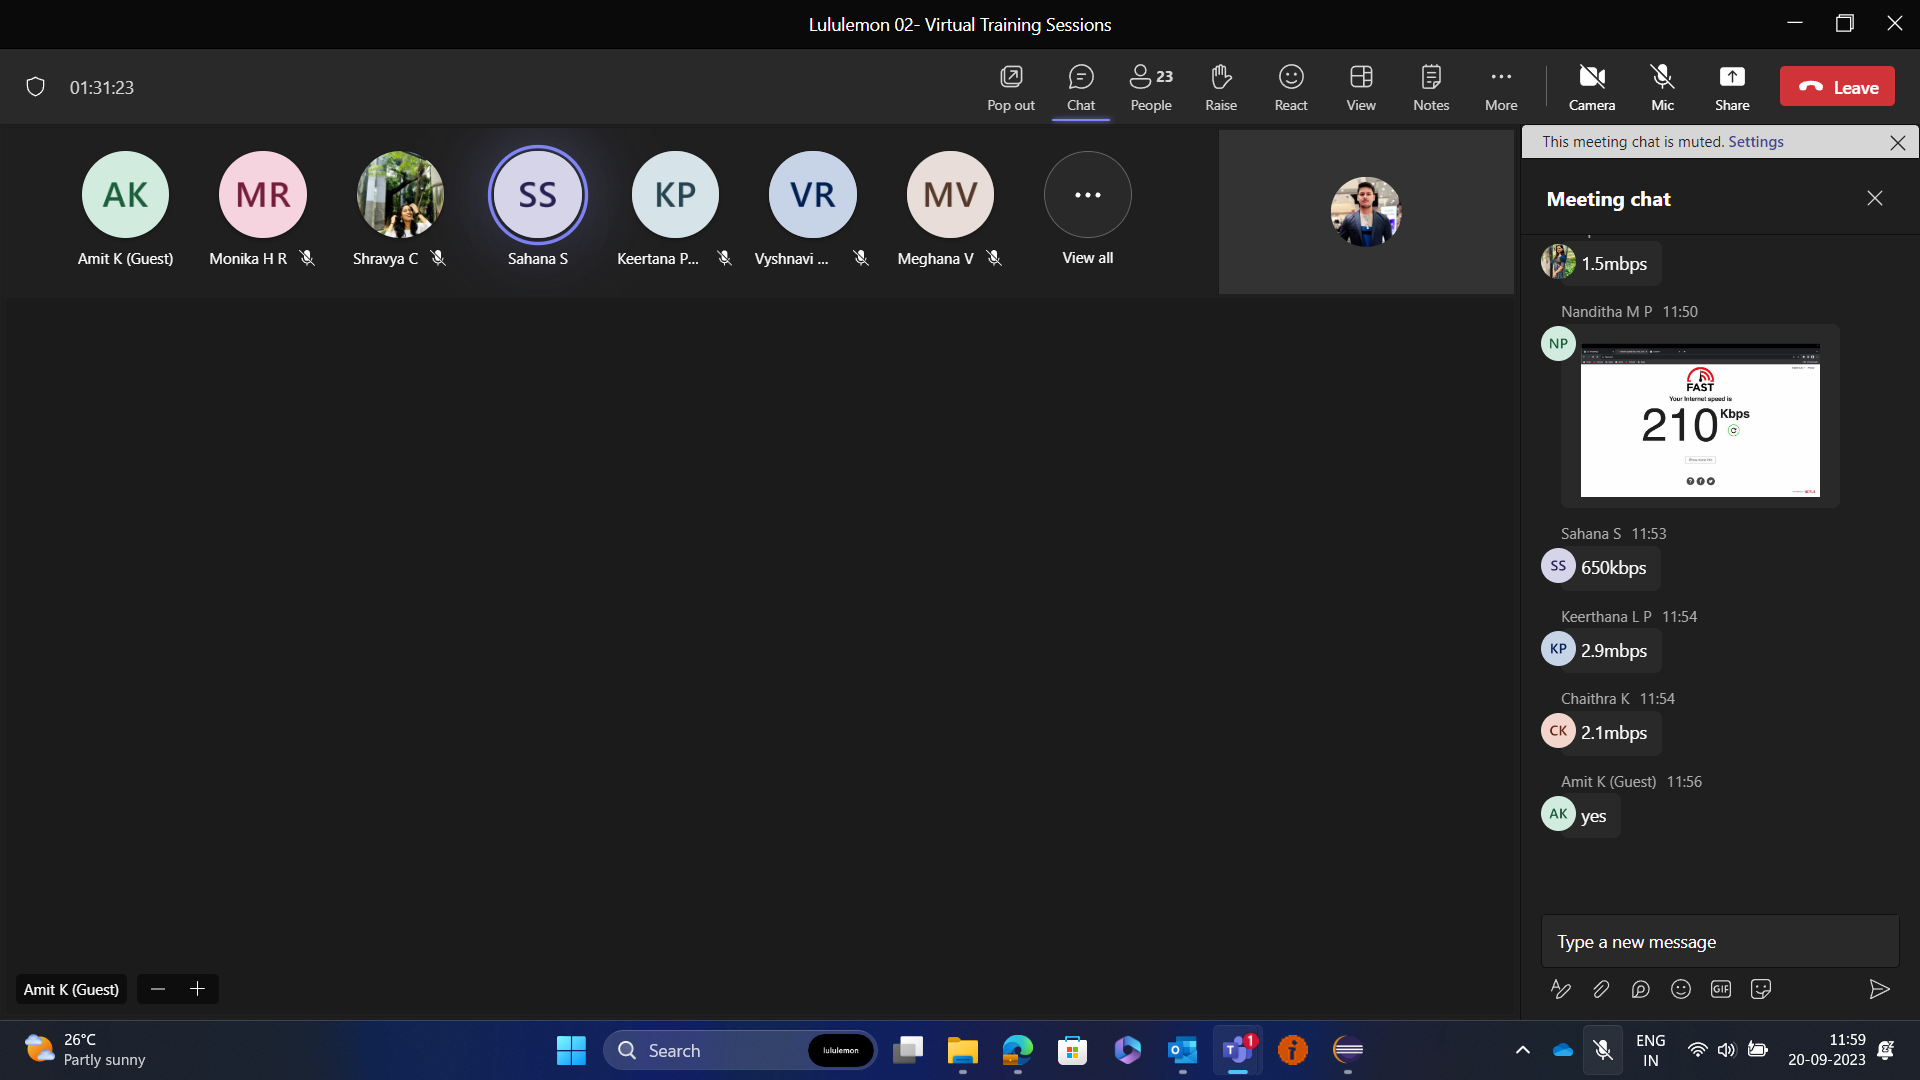 Lululemon 02- Virtual Training Sessions
01:31:23
Pop out
Chat
23
People
Raise
React
View
Notes
More
Camera
Mic
Share
Leave
AK
Amit K (Guest)
MR
Monika H R
Shravya C
SS
Sahana S
KP
Keertana P...
VR
Vyshnavi ...
MV
Meghana V
View all
This meeting chat is muted. Settings
Meeting chat
1.5mbps
Nanditha M P 11:50
NP
FAST
Your Internet speed is
210 Kbps
Sahana S 11:53
SS
650kbps
Keerthana L P 11:54
KP
2.9mbps
Chaithra K 11:54
CK
2.1mbps
Amit K (Guest) 11:56
AK
yes
Type a new message
GIF
Amit K (Guest)
26°C
Partly sunny
Search
lululemon
1
ENG
IN
11:59
20-09-2023